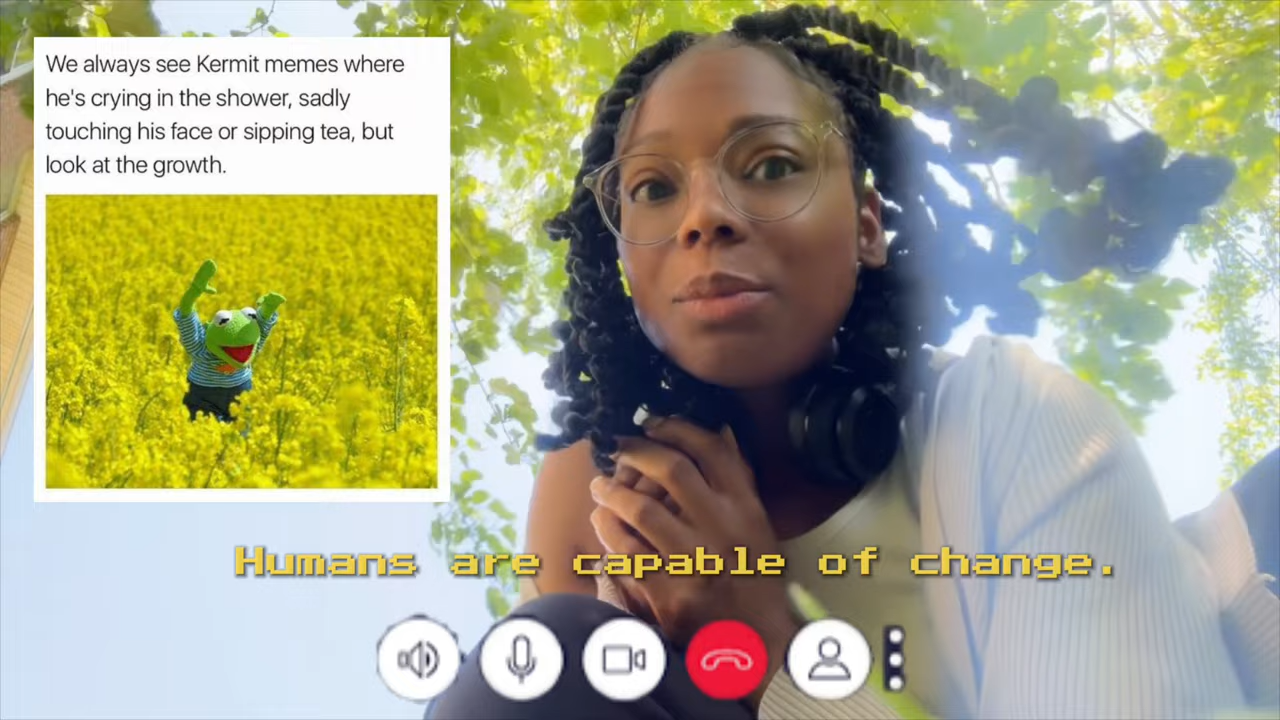 We always see Kermit memes where
he's crying in the shower, sadly
touching his face or sipping tea, but
look at the growth.
Humans are capable of change.